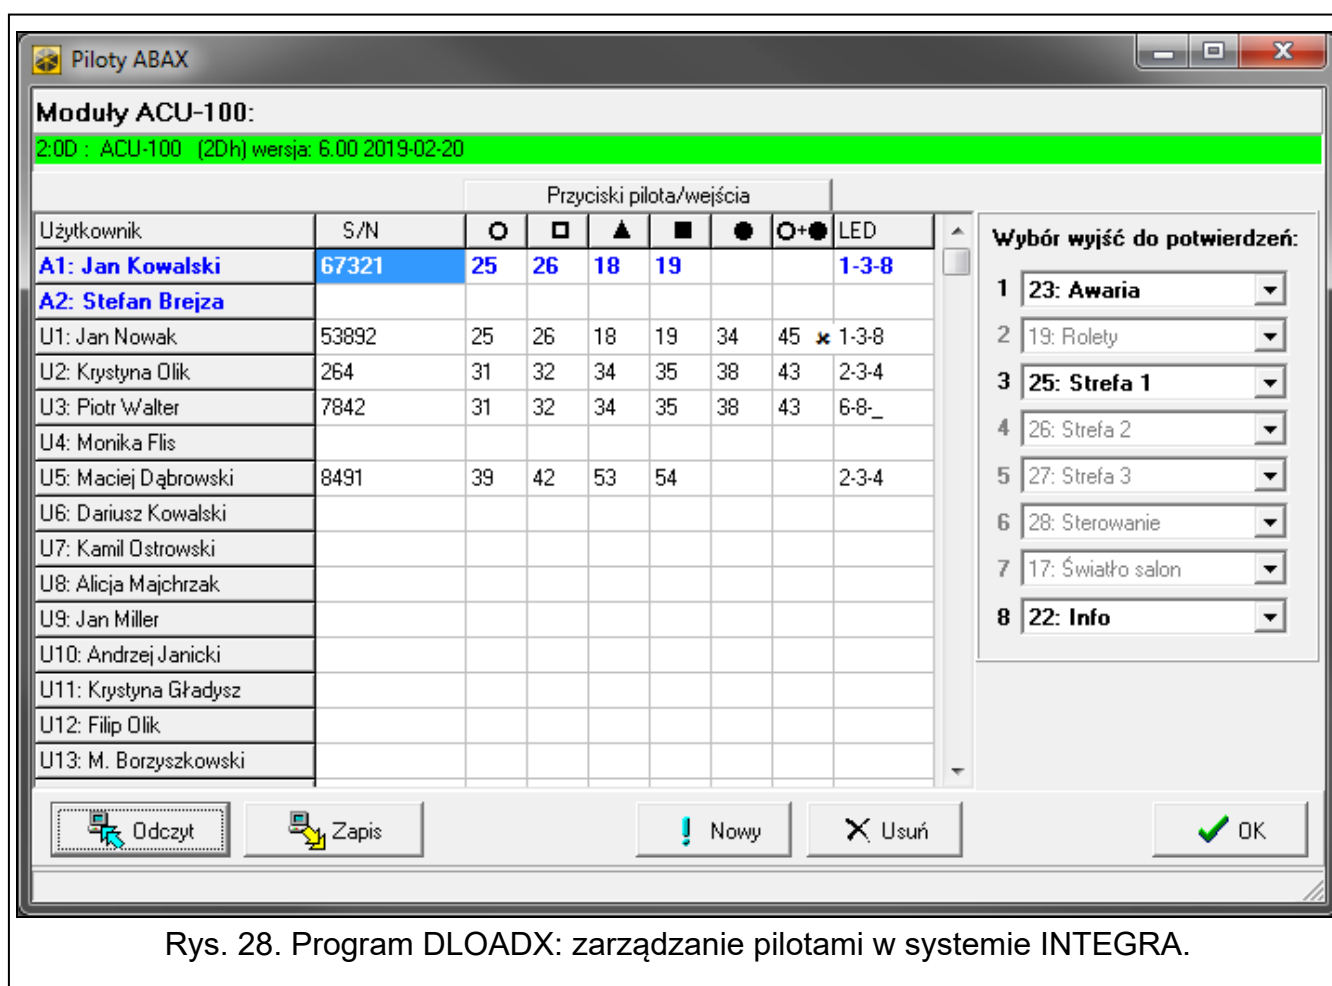 Piloty ABAX
Moduły ACU-100:
2:0D : ACU-100 (2Dh) wersja: 6.00 2019-02-20
Przyciski pilota/wejścia
Użytkownik S/N LED
A1: Jan Kowalski 67321 25 26 18 19 1-3-8
A2: Stefan Brejza
U1: Jan Nowak 53892 25 26 18 19 34 45 1-3-8
U2: Krystyna Olik 264 31 32 34 35 38 43 2-3-4
U3: Piotr Walter 7842 31 32 34 35 38 43 6-8-_
U4: Monika Flis
U5: Maciej Dąbrowski 8491 39 42 53 54 2-3-4
U6: Dariusz Kowalski
U7: Kamil Ostrowski
U8: Alicja Majchrzak
U9: Jan Miller
U10: Andrzej Janicki
U11: Krystyna Gładysz
U12: Filip Olik
U13: M. Borzyszkowski
Wybór wyjść do potwierdzeń:
1 23: Awaria
2 19: Rolety
3 25: Strefa 1
4 26: Strefa 2
5 27: Strefa 3
6 28: Sterowanie
7 17: Światło salon
8 22: Info
Odczyt Zapis Nowy Usuń OK
Rys. 28. Program DLOADX: zarządzanie pilotami w systemie INTEGRA.